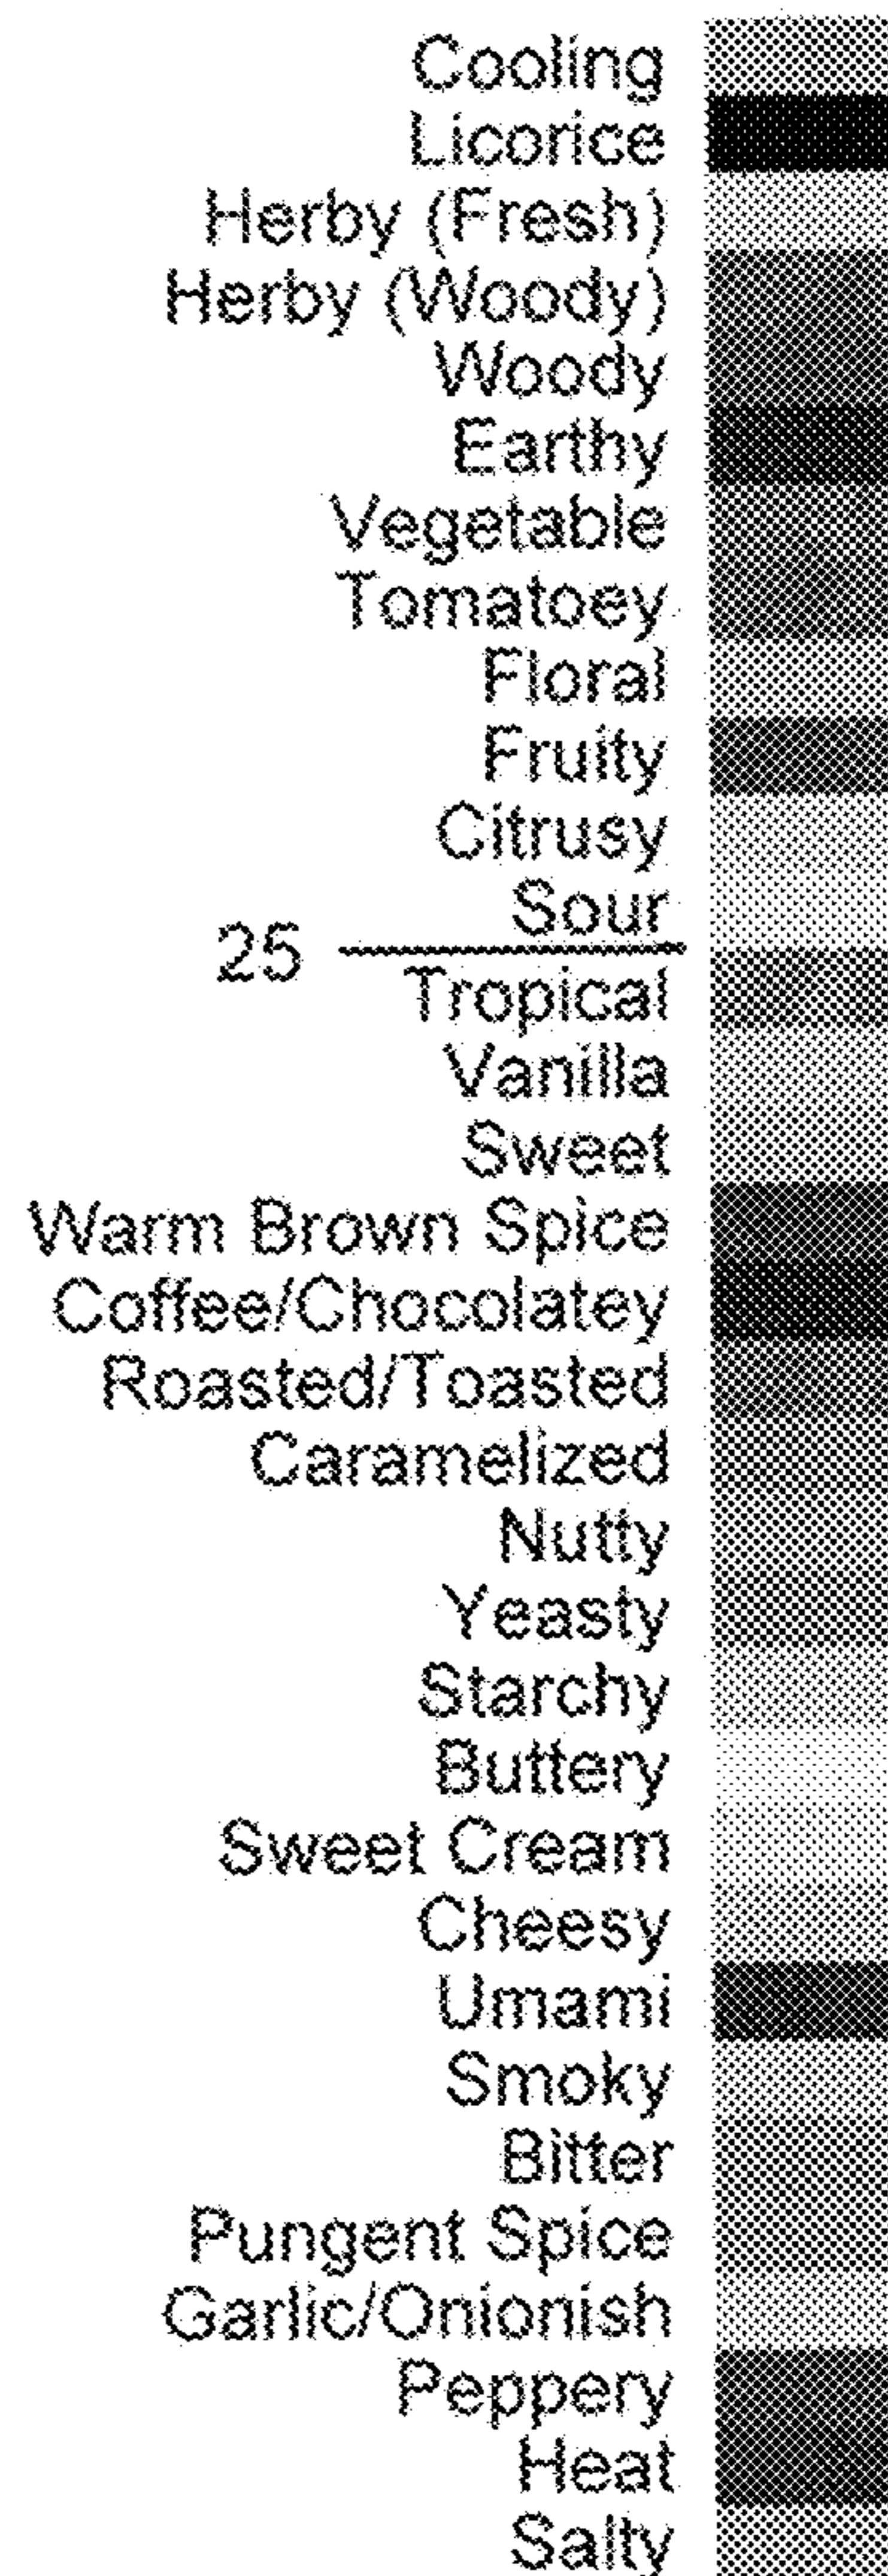 Cooling
Licorice
Herby (Fresh)
Herby (Woody)
Woody
Earthy
Vegetable
Tomatoey
Floral
Fruity
Citrusy
Sour
25
Tropical
Vanilla
Sweet
Warm Brown Spice
Coffee/Chocolatey
Roasted/Toasted
Caramelized
Nutty
Yeasty
Starchy
Buttery
Sweet Cream
Cheesy
Umami
Smoky
Bitter
Pungent Spice
Garlic/Onionish
Peppery
Heat
Salty